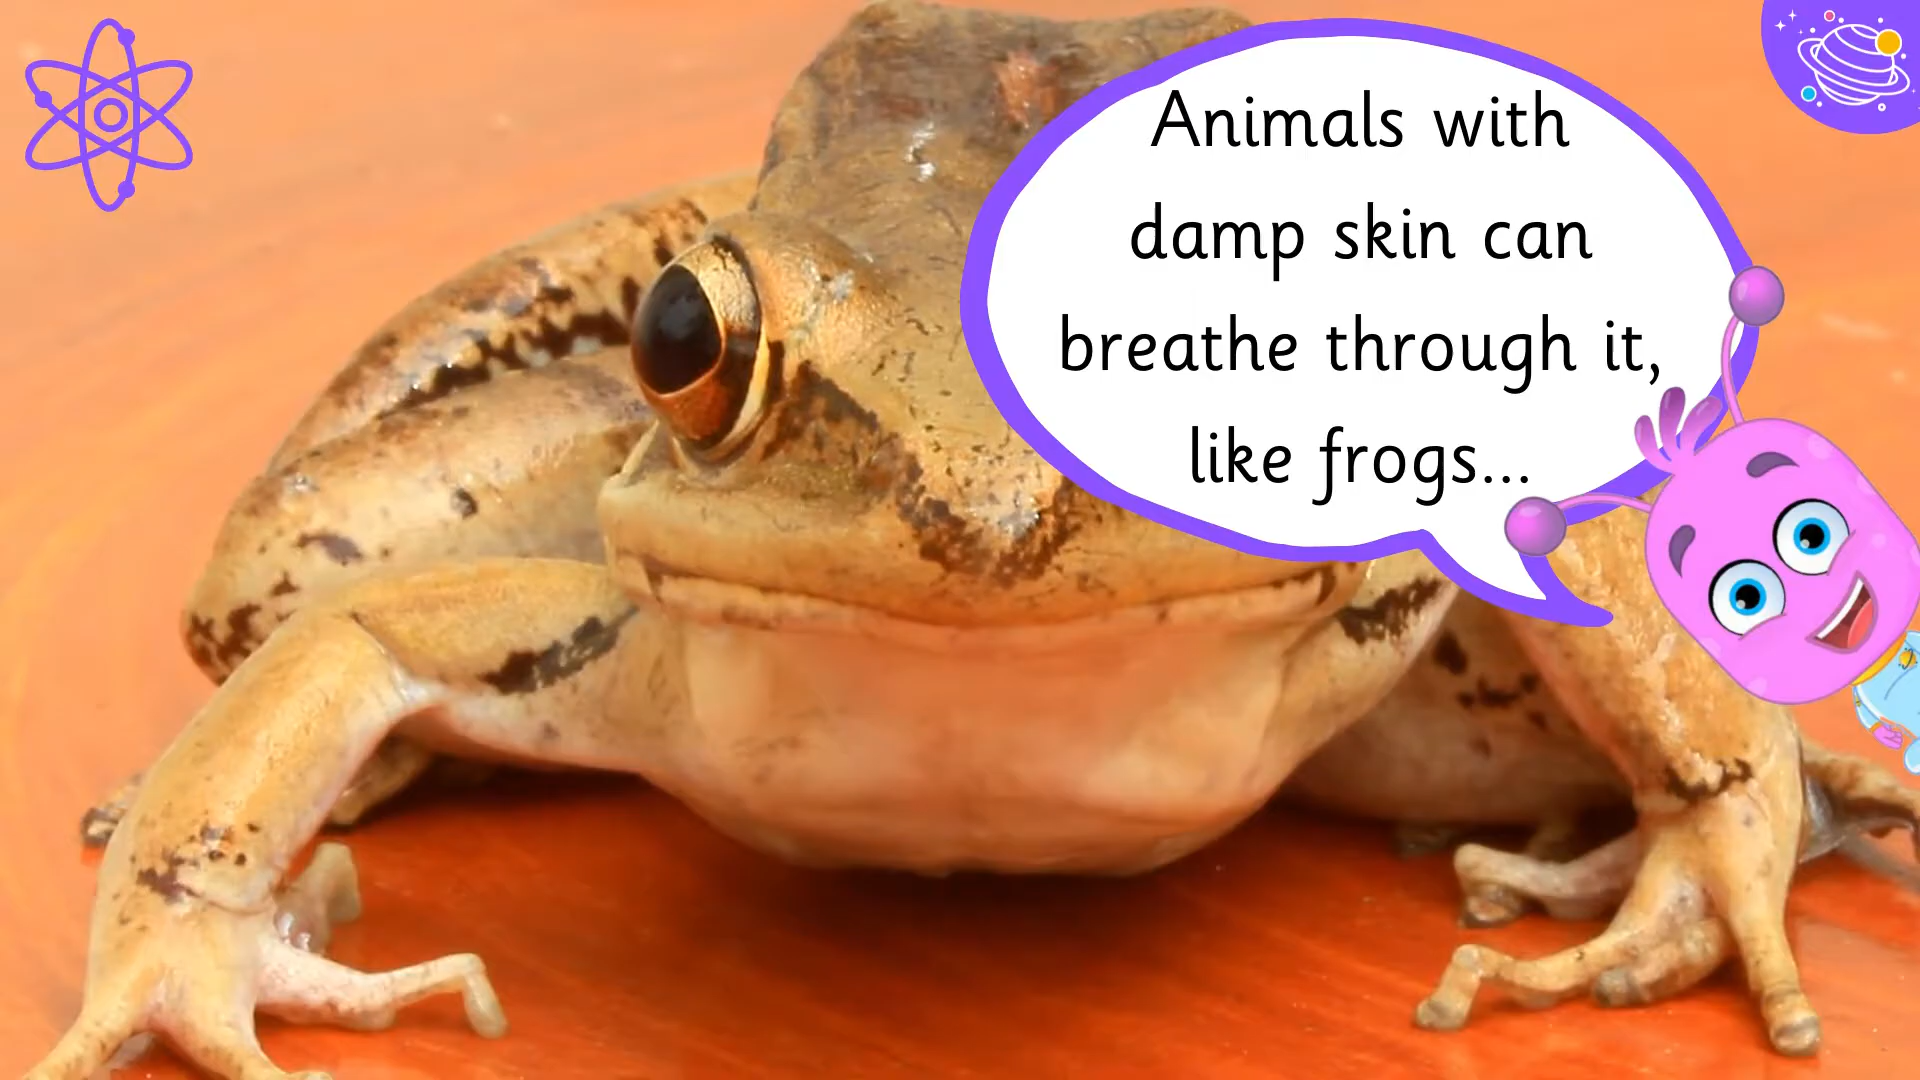 Animals with
damp skin can
breathe through it,
like frogs...